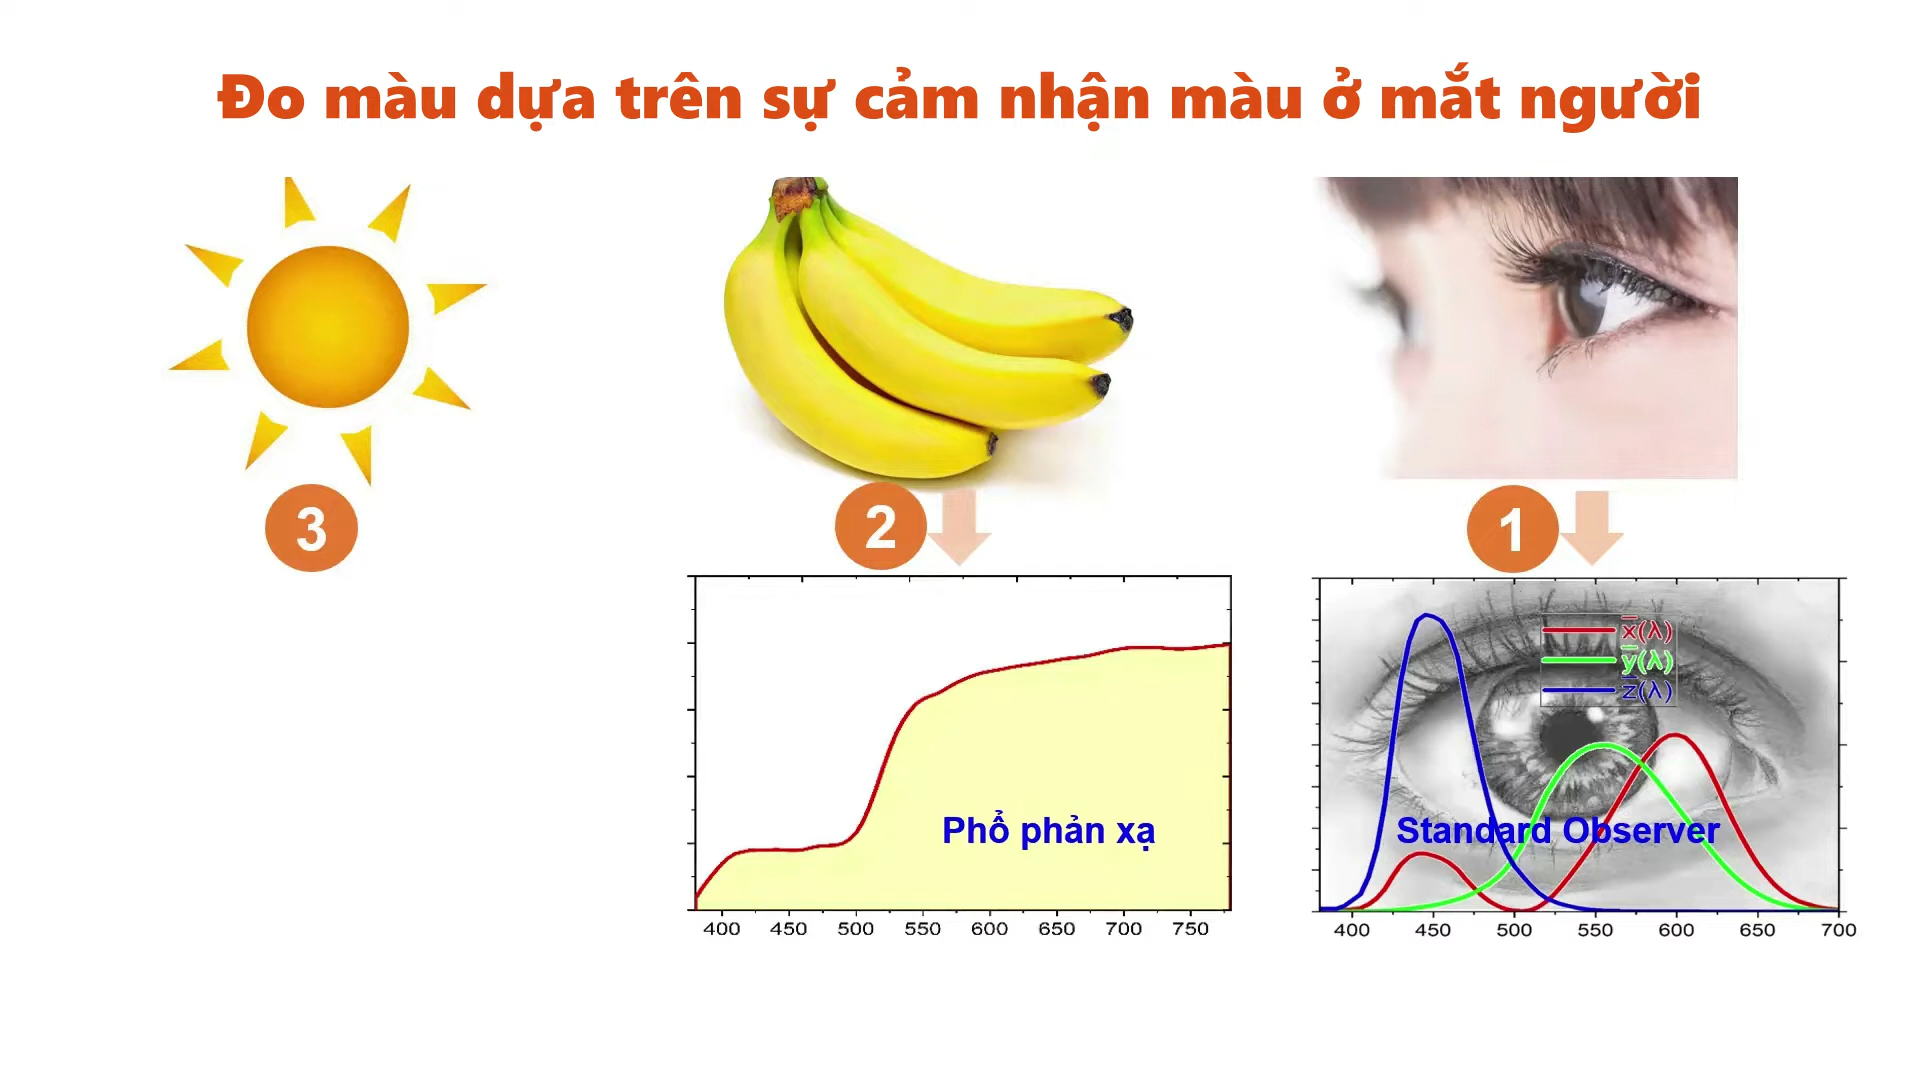 Đo màu dựa trên sự cảm nhận màu ở mắt người
3
2
1
Phổ phản xạ
400 450 500 550 600 650 700 750
x̅(λ)
y̅(λ)
z̅(λ)
Standard Observer
400 450 500 550 600 650 700